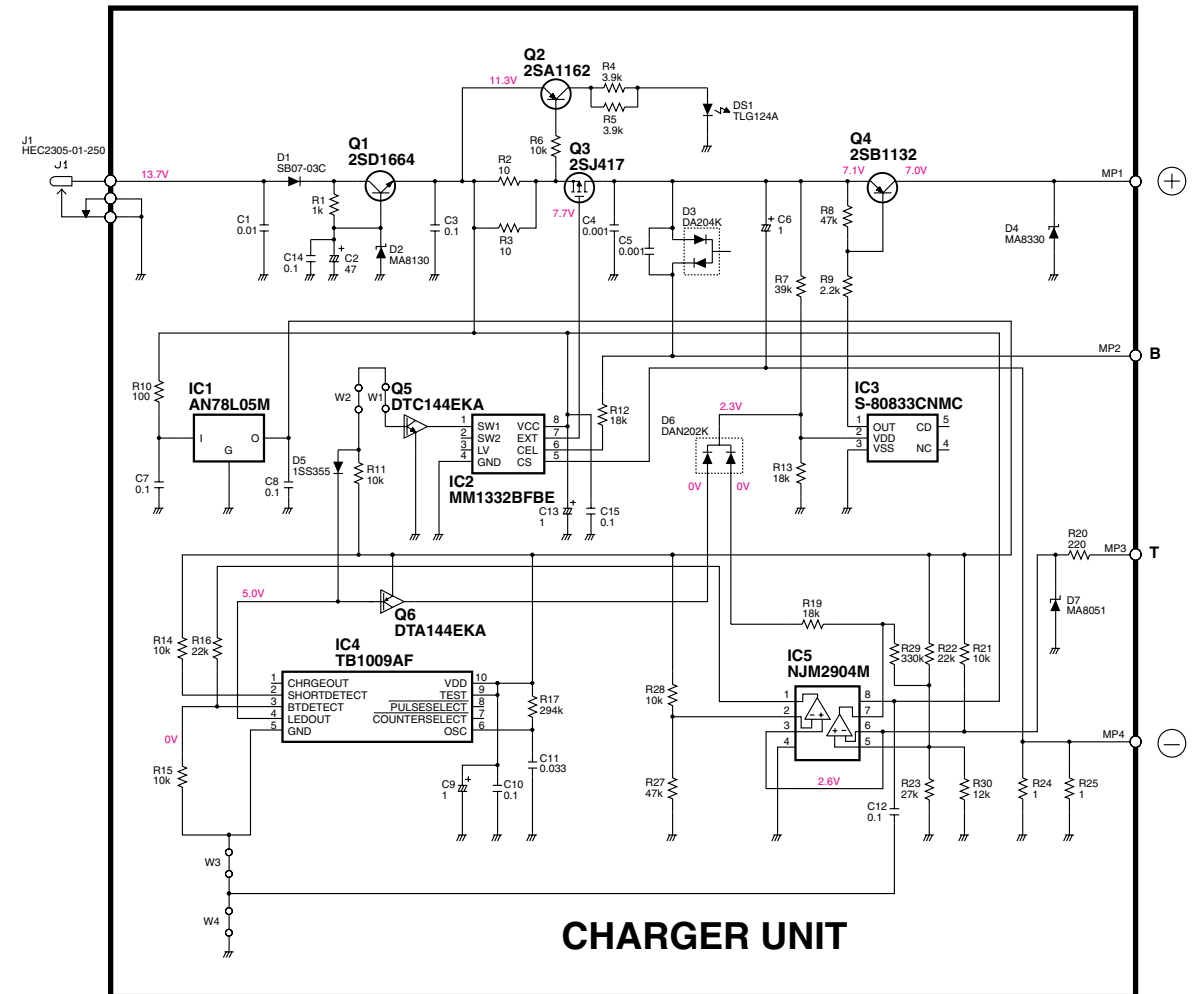 Q2
2SA1162
11.3V
R4
3.9k
R5
3.9k
DS1
TLG124A
J1
HEC2305-01-250
J1
13.7V
D1
SB07-03C
Q1
2SD1664
R6
10k
R2
10
Q3
2SJ417
7.7V
Q4
2SB1132
7.1V
7.0V
MP1
+
C1
0.01
R1
1k
C14
0.1
+
C2
47
D2
MA8130
C3
0.1
R3
10
C4
0.001
C5
0.001
D3
DA204K
+
C6
1
R8
47k
R7
39k
R9
2.2k
D4
MA8330
MP2
B
R10
100
IC1
AN78L05M
I
O
G
W2
W1
Q5
DTC144EKA
1
2
3
4
SW1
SW2
LV
GND
VCC
EXT
CEL
CS
8
7
6
5
IC2
MM1332BFBE
R12
18k
D6
DAN202K
2.3V
0V
0V
IC3
S-80833CNMC
1
2
3
OUT
VDD
VSS
CD
NC
5
4
R13
18k
C7
0.1
C8
0.1
D5
1SS355
R11
10k
C13
1
+
C15
0.1
R20
220
MP3
T
D7
MA8051
5.0V
Q6
DTA144EKA
R14
10k
R16
22k
IC4
TB1009AF
1
2
3
4
5
CHRGEOUT
SHORTDETECT
BTDETECT
LEDOUT
GND
VDD
TEST
PULSESELECT
COUNTERSELECT
OSC
10
9
8
7
6
R17
294k
R19
18k
R29
330k
R22
22k
R21
10k
IC5
NJM2904M
1
2
3
4
- +
+ -
8
7
6
5
2.6V
R28
10k
R27
47k
0V
R15
10k
C9
1
+
C10
0.1
C11
0.033
C12
0.1
R23
27k
R30
12k
R24
1
R25
1
MP4
−
W3
W4
CHARGER UNIT